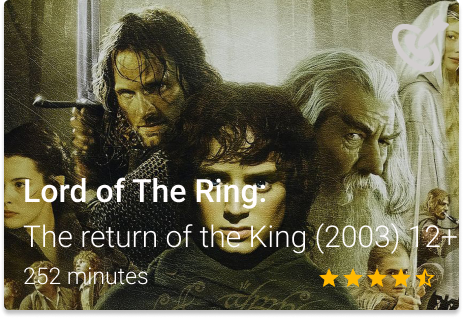 Lord of The Ring:
The return of the King (2003) 12+
252 minutes